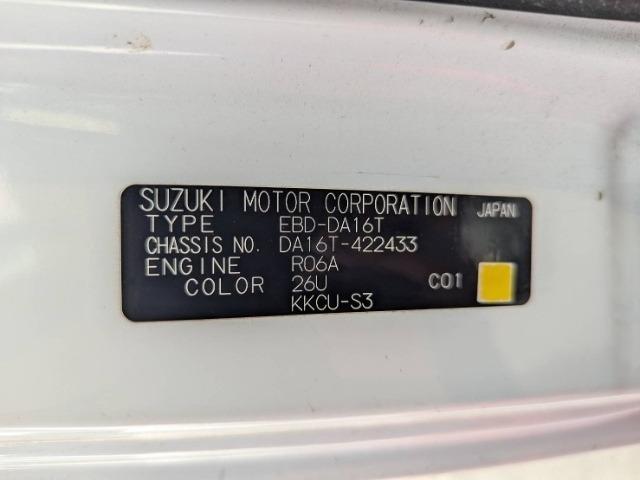 SUZUKI MOTOR CORPORATION JAPAN
TYPE EBD-DA16T
CHASSIS NO. DA16T-422433
ENGINE R06A
COLOR 26U C01
KKCU-S3